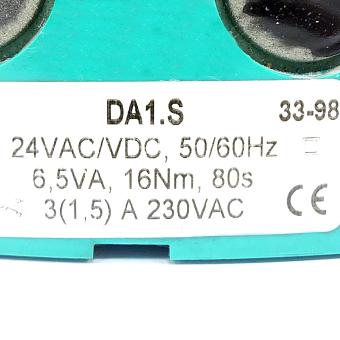 DA1.S 33-98
24VAC/VDC, 50/60Hz
6,5VA, 16Nm, 80s
3(1,5) A 230VAC CE